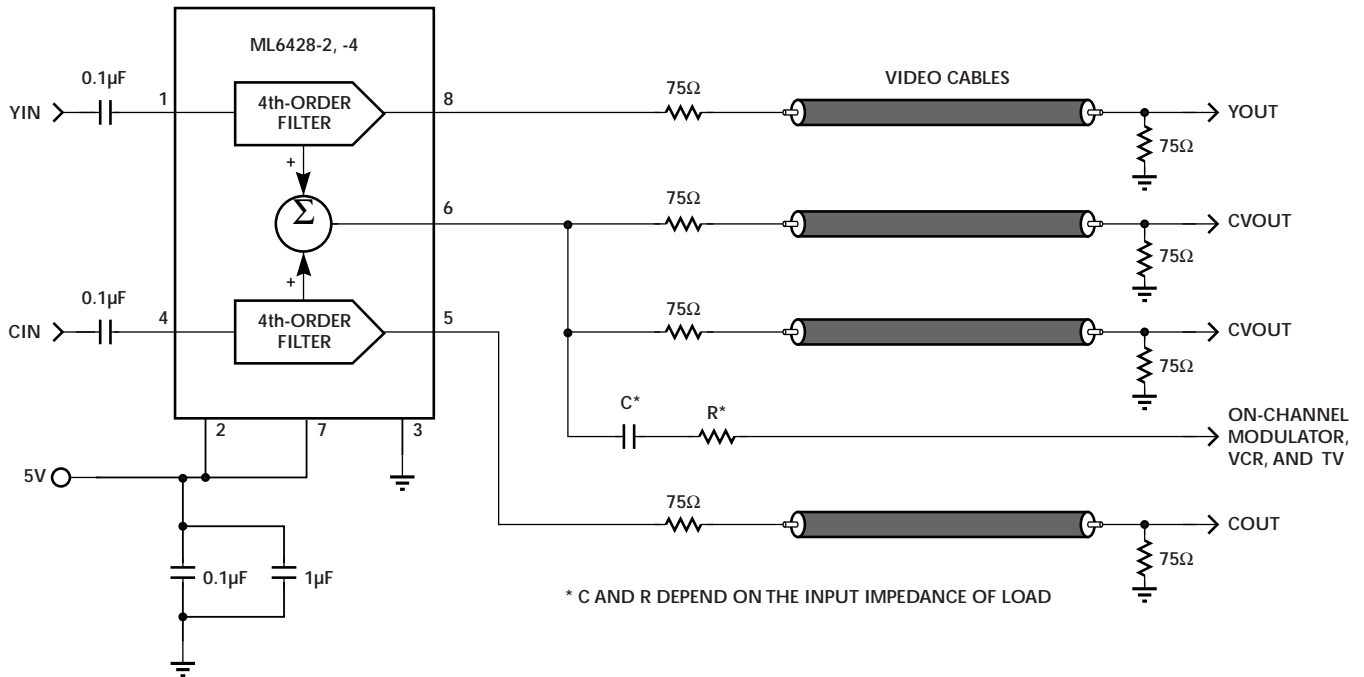 ML6428-2, -4
0.1µF
YIN
1
4th-ORDER
FILTER
8
75Ω
VIDEO CABLES
YOUT
75Ω
+
Σ
6
75Ω
CVOUT
75Ω
+
0.1µF
CIN
4
4th-ORDER
FILTER
5
75Ω
CVOUT
75Ω
C*
R*
ON-CHANNEL
MODULATOR,
VCR, AND TV
2
7
3
5V
75Ω
COUT
75Ω
0.1µF
1µF
* C AND R DEPEND ON THE INPUT IMPEDANCE OF LOAD